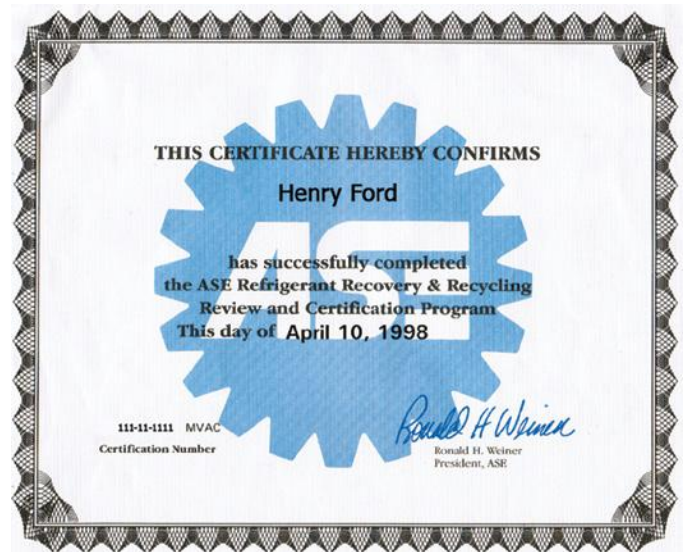 THIS CERTIFICATE HEREBY CONFIRMS
Henry Ford
ASE
has successfully completed
the ASE Refrigerant Recovery & Recycling
Review and Certification Program
This day of April 10, 1998
111-11-1111 MVAC
Certification Number
Ronald H Weiner
Ronald H. Weiner
President, ASE